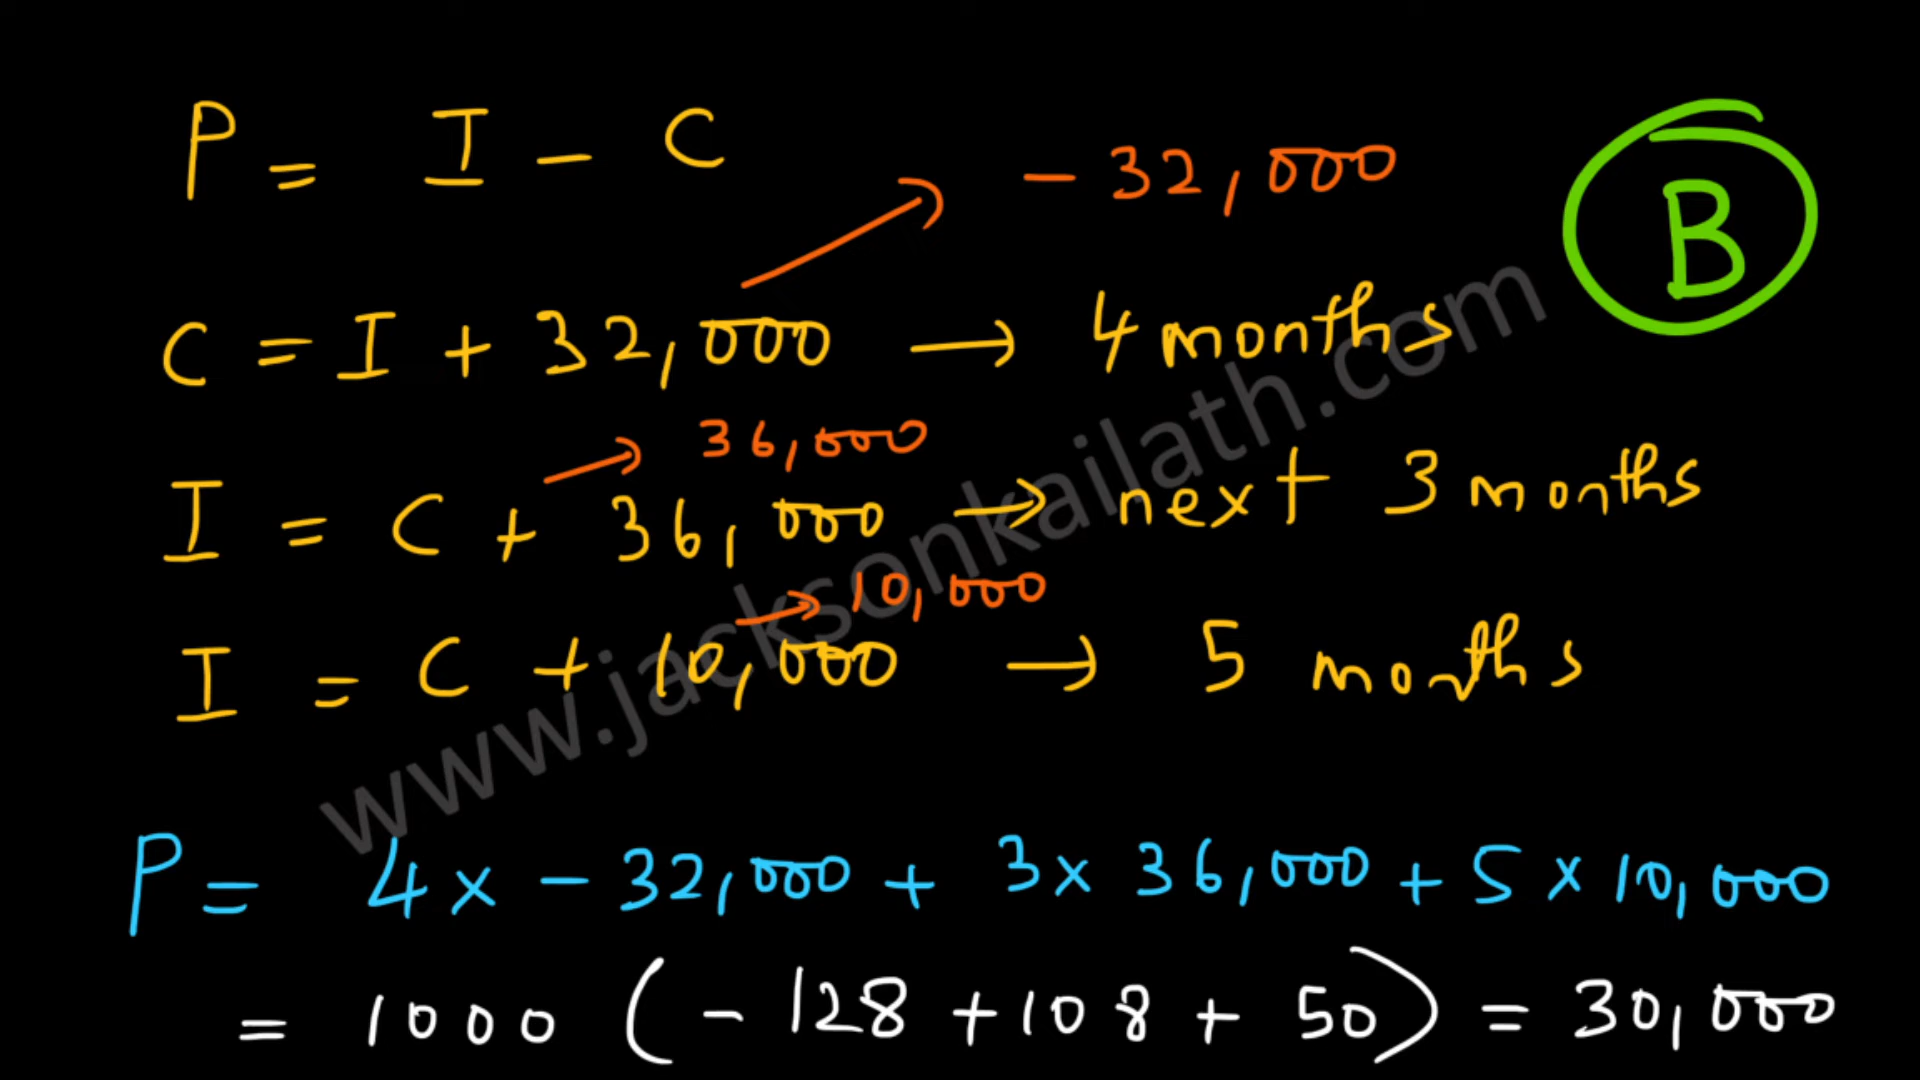 P = I - C
- 32,000
B
C = I + 32,000 → 4 months
36,000
I = C + 36,000 → next 3 months
10,000
I = C + 10,000 → 5 months
www.jacksonkailath.com
P = 4 x - 32,000 + 3 x 36,000 + 5 x 10,000
= 1000 ( - 128 + 108 + 50 ) = 30,000